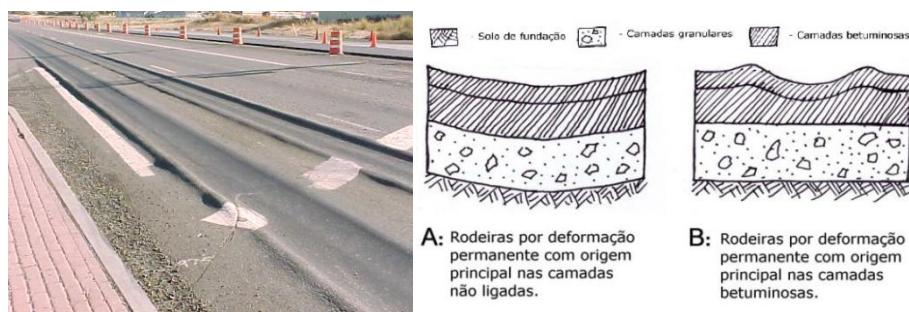 - Solo de fundação
- Camadas granulares
- Camadas betuminosas
A: Rodeiras por deformação
permanente com origem
principal nas camadas
não ligadas.
B: Rodeiras por deformação
permanente com origem
principal nas camadas
betuminosas.